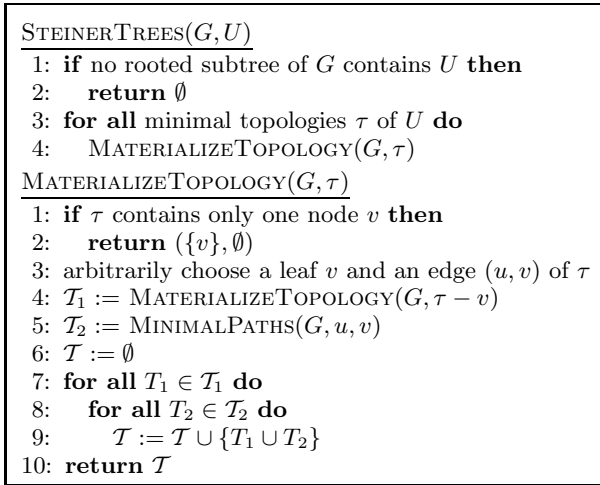 STEINERTREES(G, U)
1: if no rooted subtree of G contains U then
2: return ∅
3: for all minimal topologies τ of U do
4: MATERIALIZETOPOLOGY(G, τ)
MATERIALIZETOPOLOGY(G, τ)
1: if τ contains only one node v then
2: return ({v}, ∅)
3: arbitrarily choose a leaf v and an edge (u, v) of τ
4: 𝒯₁ := MATERIALIZETOPOLOGY(G, τ − v)
5: 𝒯₂ := MINIMALPATHS(G, u, v)
6: 𝒯 := ∅
7: for all T₁ ∈ 𝒯₁ do
8: for all T₂ ∈ 𝒯₂ do
9: 𝒯 := 𝒯 ∪ {T₁ ∪ T₂}
10: return 𝒯